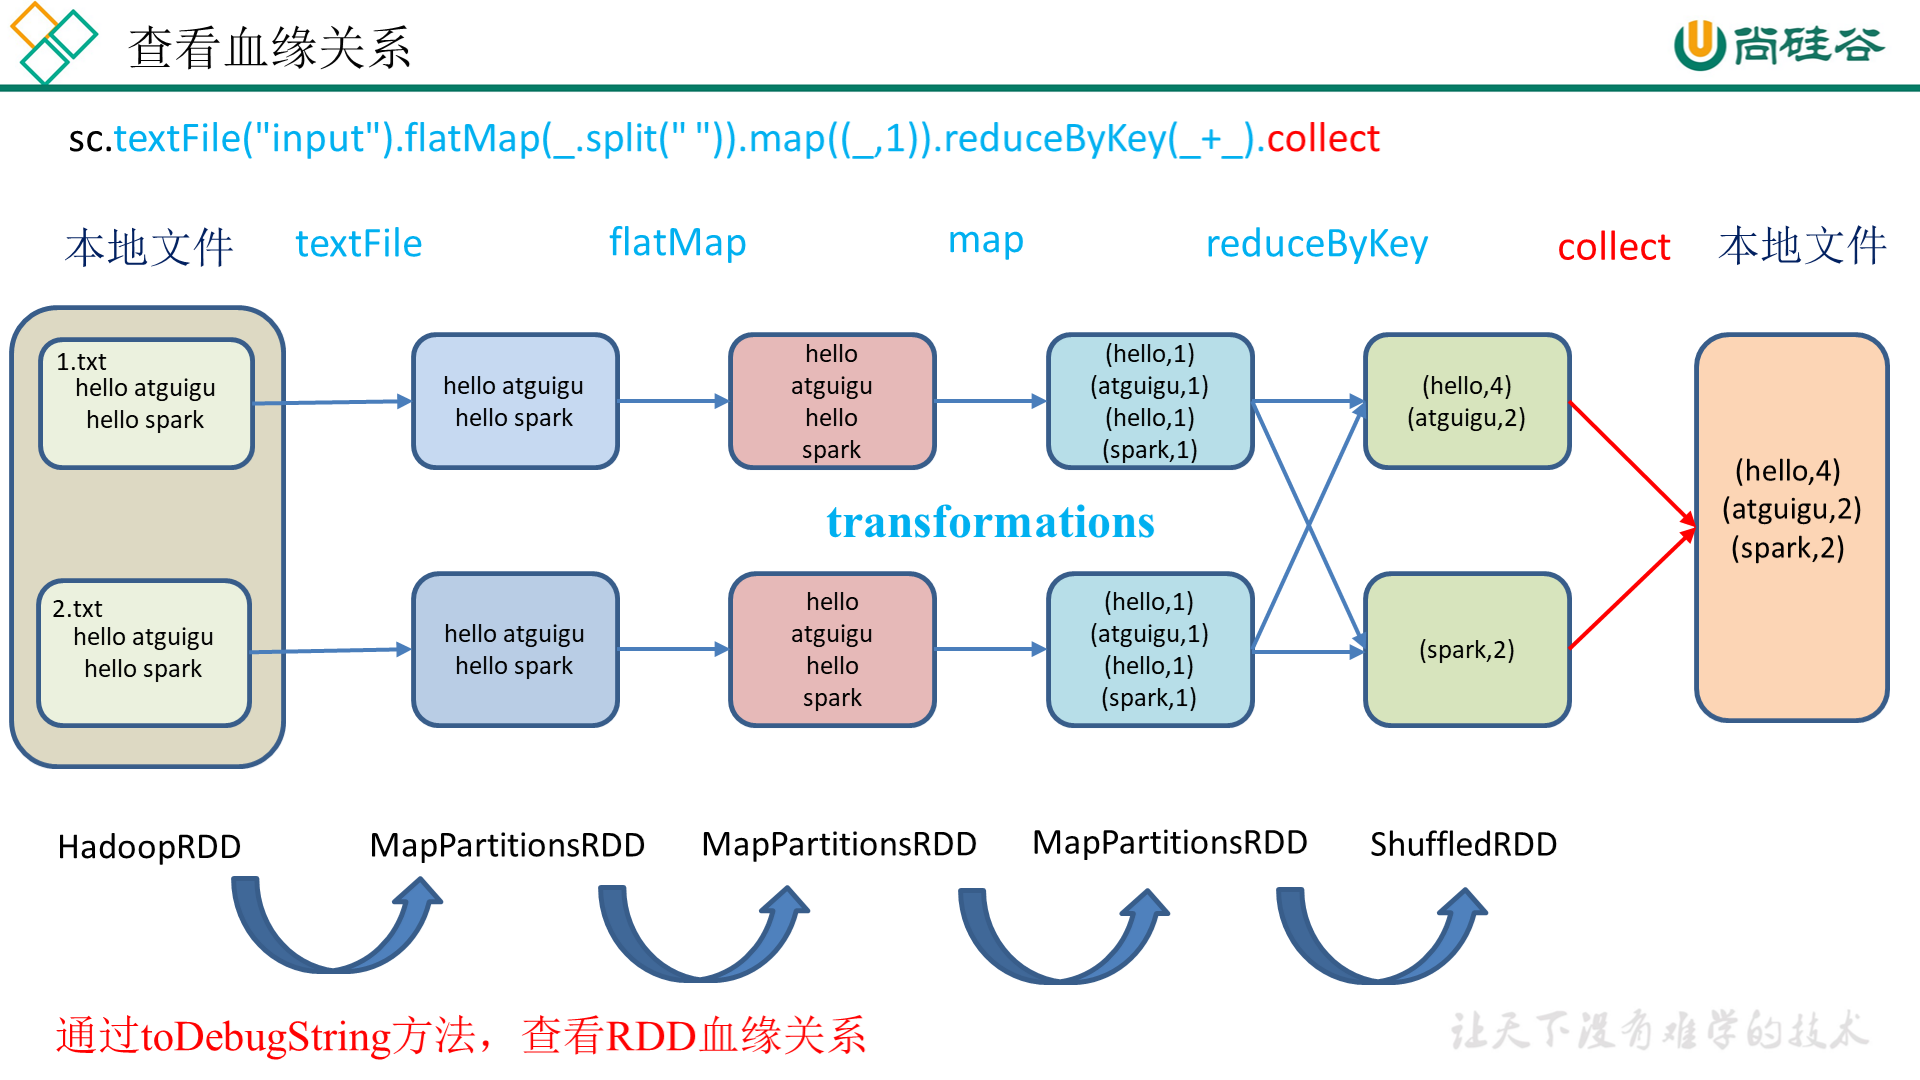 查看血缘关系
尚硅谷
sc.textFile("input").flatMap(_.split(" ")).map((_,1)).reduceByKey(_+_).collect
本地文件 textFile flatMap map reduceByKey collect 本地文件
1.txt
hello atguigu
hello spark
hello atguigu
hello spark
hello
atguigu
hello
spark
(hello,1)
(atguigu,1)
(hello,1)
(spark,1)
(hello,4)
(atguigu,2)
(hello,4)
(atguigu,2)
(spark,2)
transformations
2.txt
hello atguigu
hello spark
hello atguigu
hello spark
hello
atguigu
hello
spark
(hello,1)
(atguigu,1)
(hello,1)
(spark,1)
(spark,2)
HadoopRDD MapPartitionsRDD MapPartitionsRDD MapPartitionsRDD ShuffledRDD
通过toDebugString方法，查看RDD血缘关系
让天下没有难学的技术